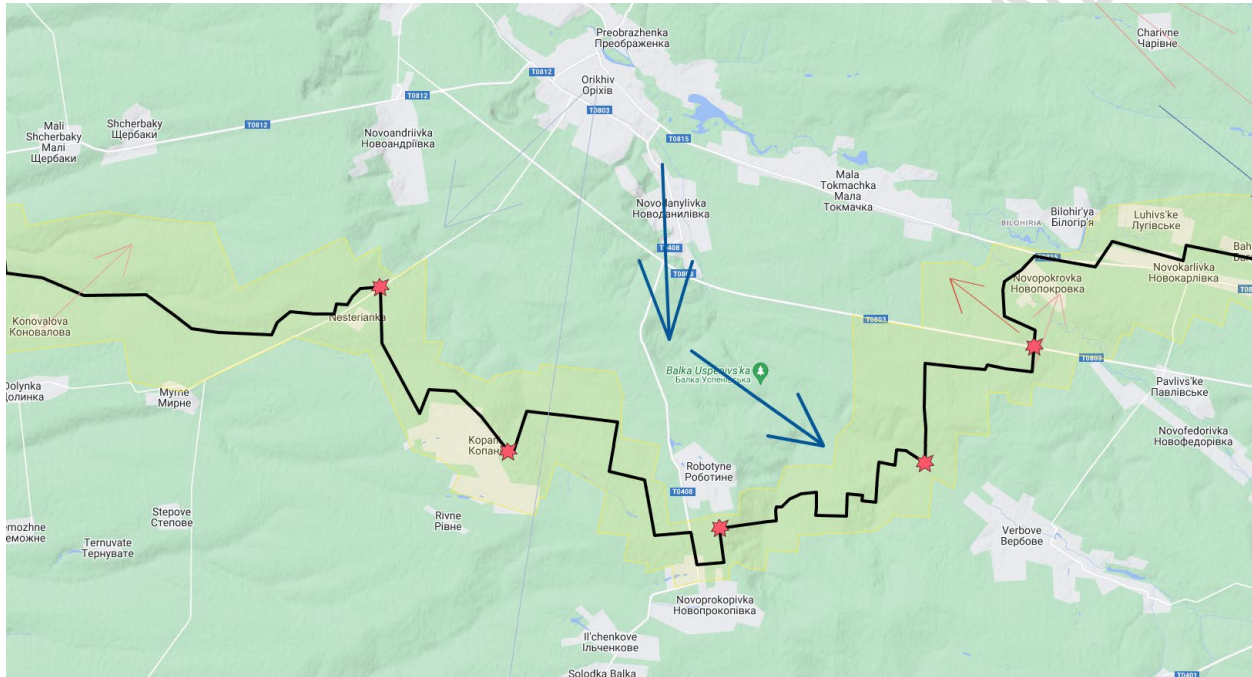 Preobrazhenka
Преображенка
Charivne
Чарівне
T0812
Orikhiv
Оріхів
T0812
T0803
Mali
Shcherbaky
Малі
Щербаки
Shcherbaky
Щербаки
T0812
Novoandriivka
Новоандріївка
T0815
Mala
Tokmachka
Мала
Токмачка
Novodanylivka
Новоданилівка
T0408
BILOHIRIA
Bilohir'ya
Білогір'я
Luhivs'ke
Лугівське
Novopokrovka
Новопокровка
Novokarlivka
Новокарлівка
Konovalova
Коновалова
Nesterianka
T0803
Dolynka
Myrne
Мирне
Balka Uspenivs'ka
Балка Успенівська
Pavlivs'ke
Павлівське
Novofedorivka
Новофедорівка
Robotyne
Роботине
T0408
Stepove
Степове
Rivne
Рівне
Ternuvate
Тернувате
Verbove
Вербове
Novoprokopivka
Новопрокопівка
Il'chenkove
Ільченкове
Solodka Balka
T0401